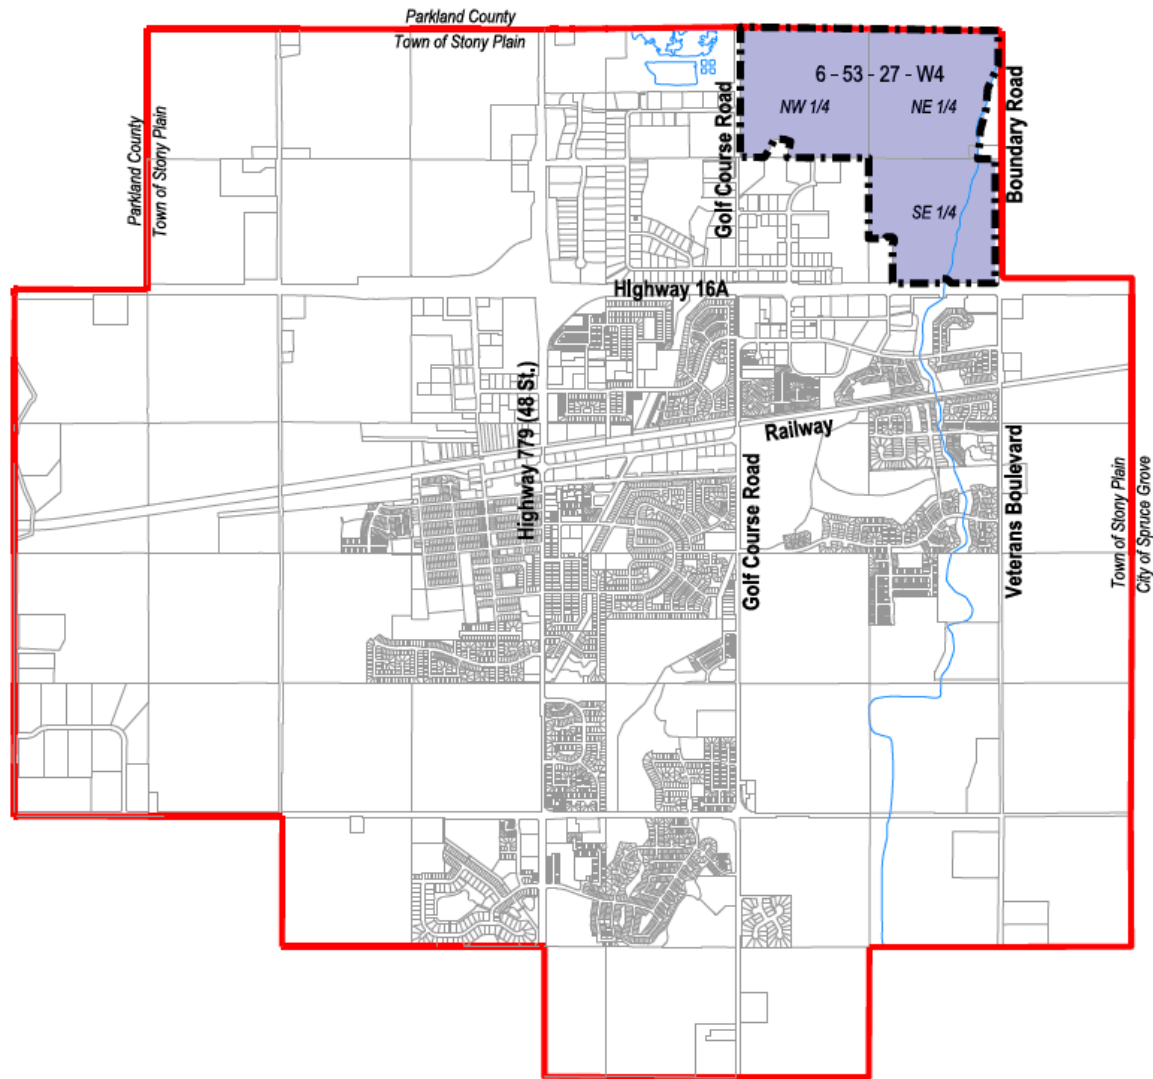 Parkland County
Town of Stony Plain
6 - 53 - 27 - W4
NW 1/4
NE 1/4
SE 1/4
Golf Course Road
Boundary Road
Parkland County
Town of Stony Plain
HIghway 16A
Highway 779 (48 St.)
Railway
Golf Course Road
Veterans Boulevard
Town of Stony Plain
City of Spruce Grove